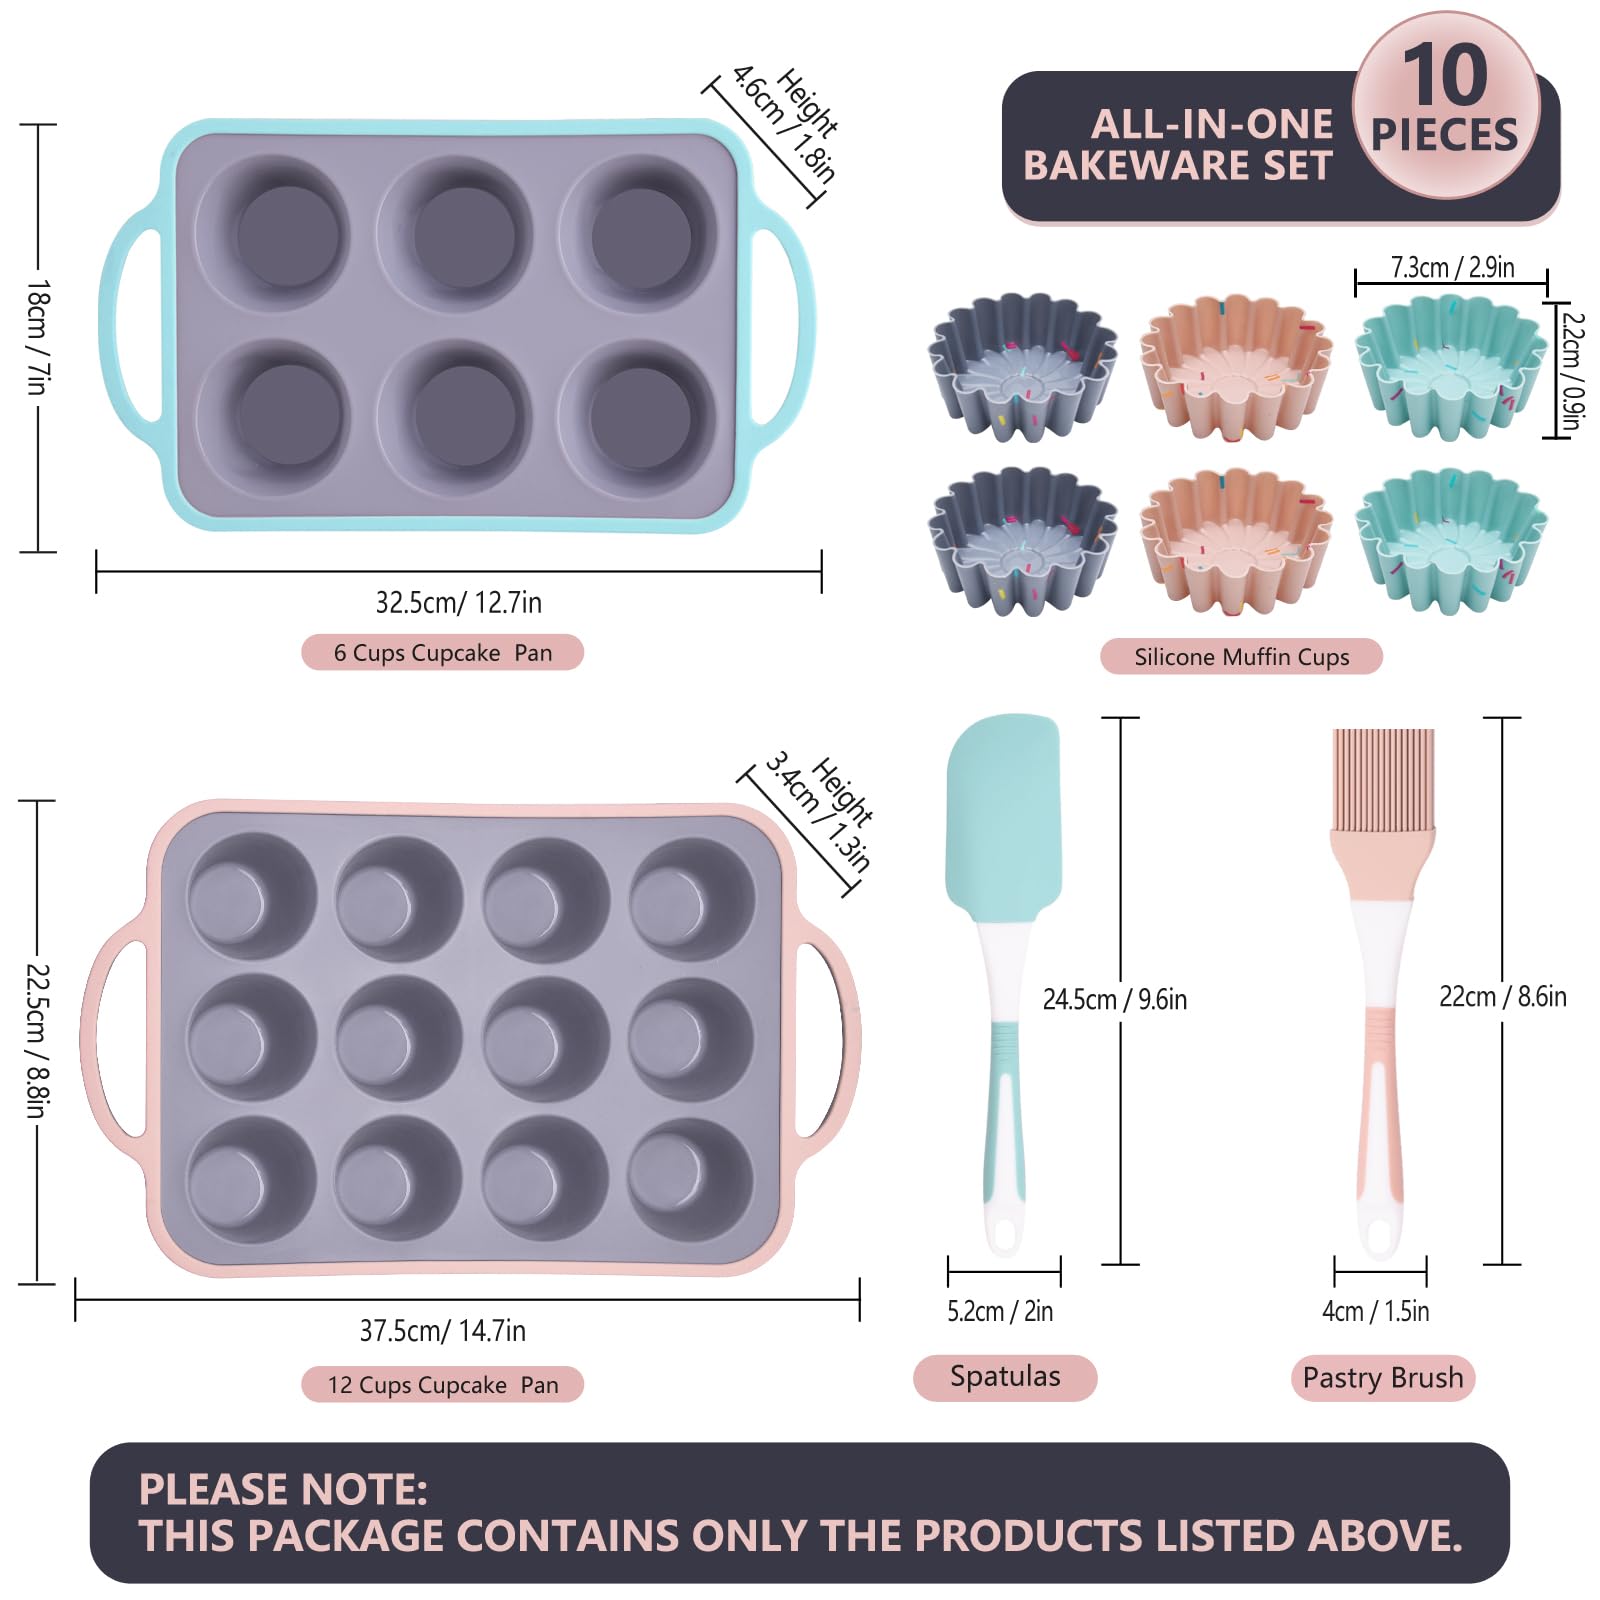 10
PIECES
ALL-IN-ONE
BAKEWARE SET
Height
4.6cm / 1.8in
18cm / 7in
32.5cm/ 12.7in
6 Cups Cupcake  Pan
7.3cm / 2.9in
2.2cm / 0.9in
Silicone Muffin Cups
Height
3.4cm / 1.3in
22.5cm / 8.8in
37.5cm/ 14.7in
12 Cups Cupcake  Pan
24.5cm / 9.6in
5.2cm / 2in
Spatulas
22cm / 8.6in
4cm / 1.5in
Pastry Brush
PLEASE NOTE:
THIS PACKAGE CONTAINS ONLY THE PRODUCTS LISTED ABOVE.